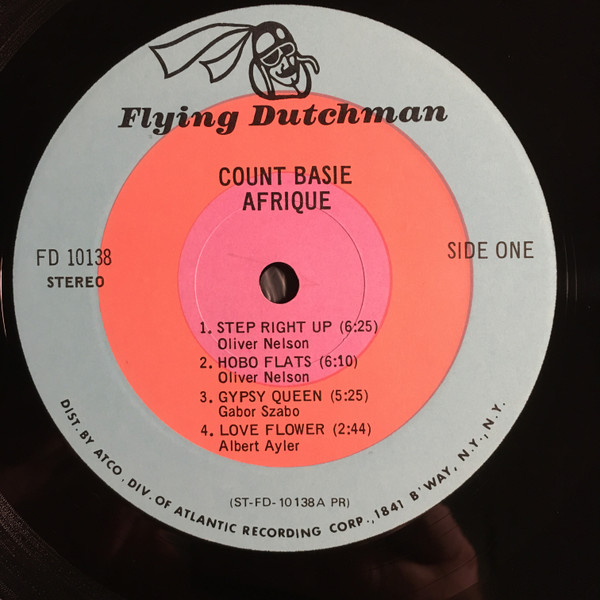 Flying Dutchman
COUNT BASIE
AFRIQUE
FD 10138
STEREO
SIDE ONE
1. STEP RIGHT UP (6:25)
Oliver Nelson
2. HOBO FLATS (6:10)
Oliver Nelson
3. GYPSY QUEEN (5:25)
Gabor Szabo
4. LOVE FLOWER (2:44)
Albert Ayler
(ST-FD-10138A PR)
DIST. BY ATCO. DIV. OF ATLANTIC RECORDING CORP., 1841 B'WAY, N.Y., N.Y.